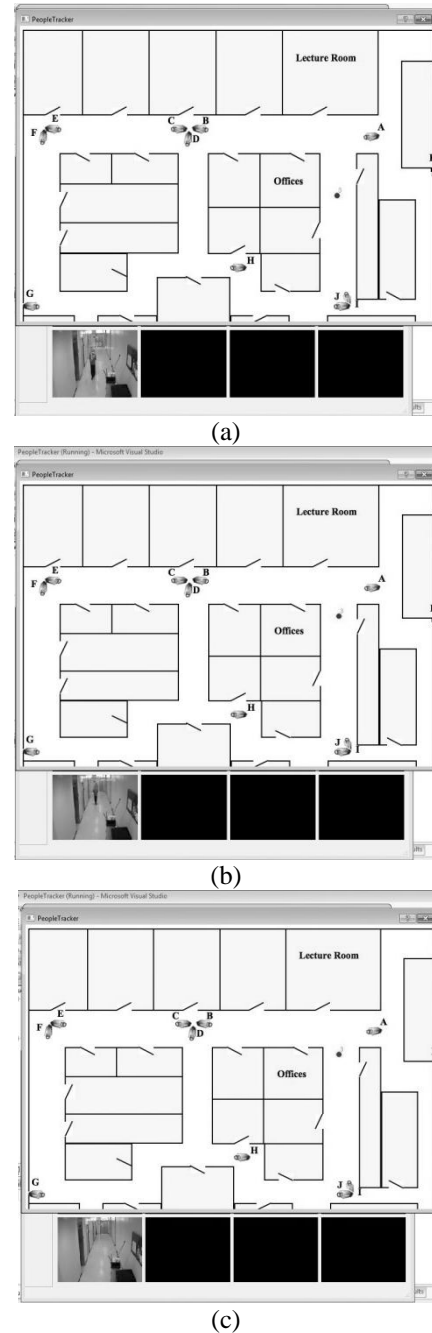 PeopleTracker
Lecture Room
E
C B
A
F
D
Offices
H
G
J
(a)
PeopleTracker (Running) - Microsoft Visual Studio
PeopleTracker
Lecture Room
E
C B
A
F
D
Offices
H
G
J
I
(b)
PeopleTracker (Running) - Microsoft Visual Studio
PeopleTracker
Lecture Room
E
C B
A
F
D
Offices
H
G
J
I
(c)